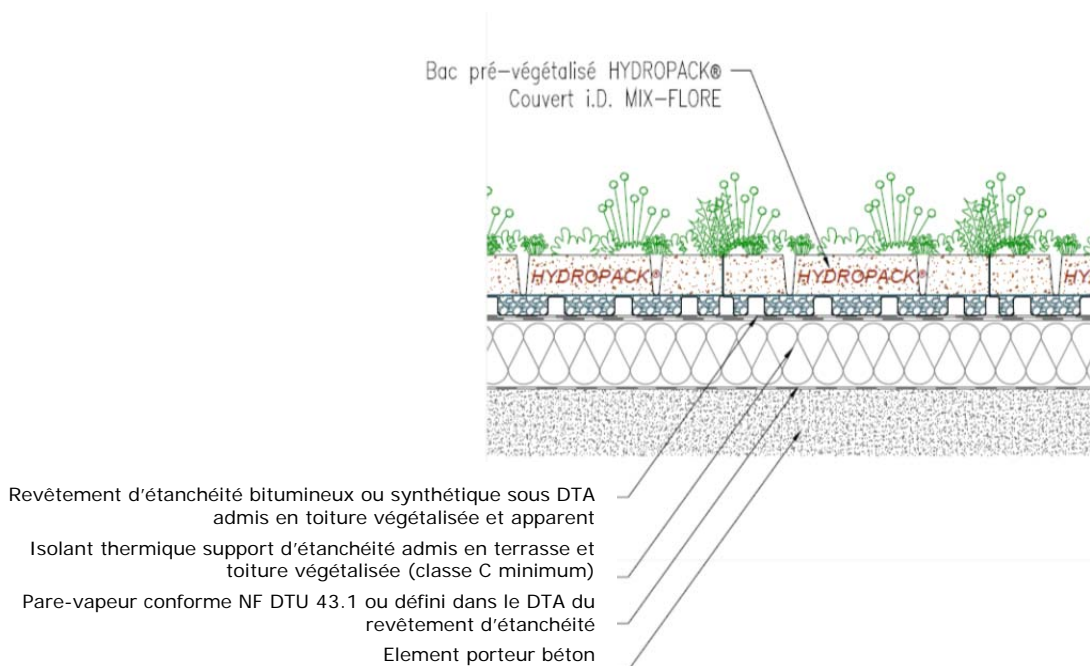 Bac pré-végétalisé HYDROPACK®
Couvert i.D. MIX-FLORE
HYDROPACK®
HYDROPACK®
HY
Revêtement d'étanchéité bitumineux ou synthétique sous DTA
admis en toiture végétalisée et apparent
Isolant thermique support d'étanchéité admis en terrasse et
toiture végétalisée (classe C minimum)
Pare-vapeur conforme NF DTU 43.1 ou défini dans le DTA du
revêtement d'étanchéité
Element porteur béton